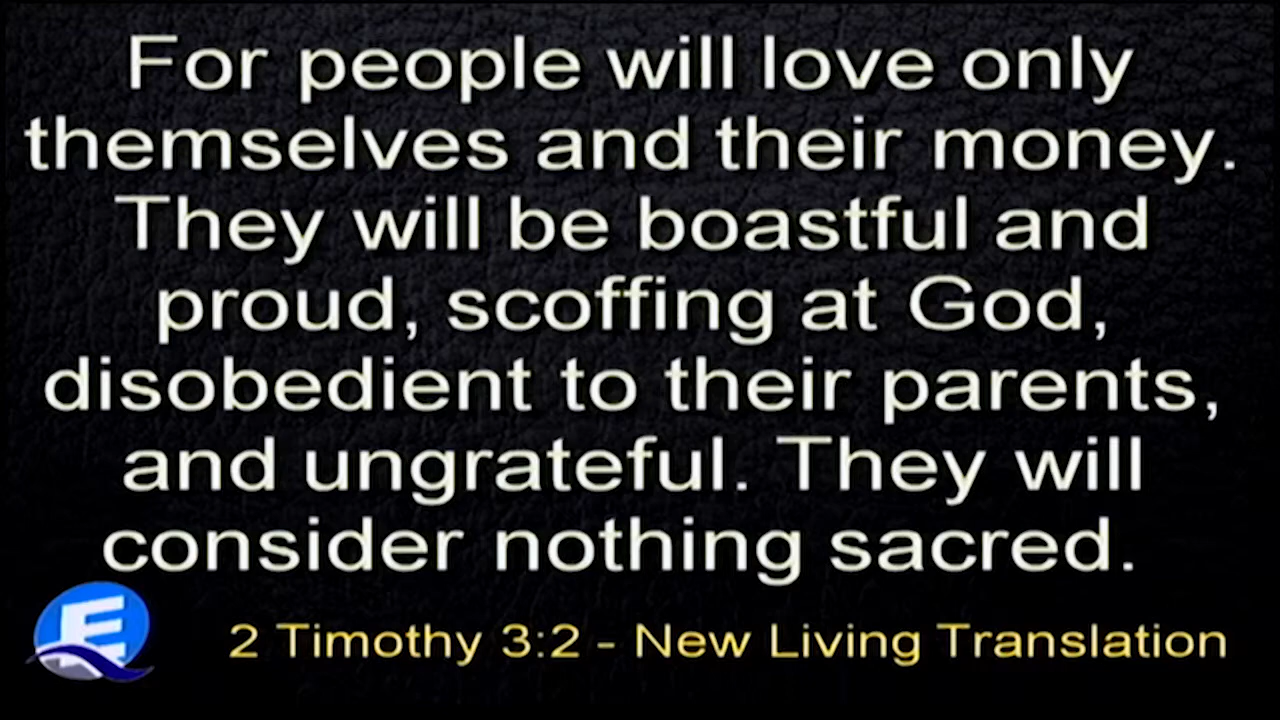 For people will love only
themselves and their money.
They will be boastful and
proud, scoffing at God,
disobedient to their parents,
and ungrateful. They will
consider nothing sacred.
E
2 Timothy 3:2 - New Living Translation